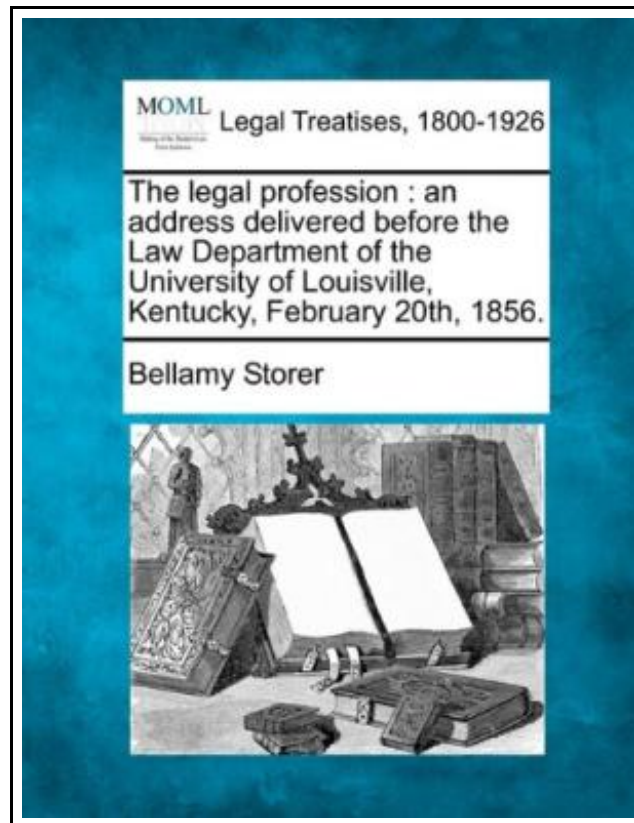 MOML
Legal Treatises, 1800-1926
The legal profession : an
address delivered before the
Law Department of the
University of Louisville,
Kentucky, February 20th, 1856.
Bellamy Storer